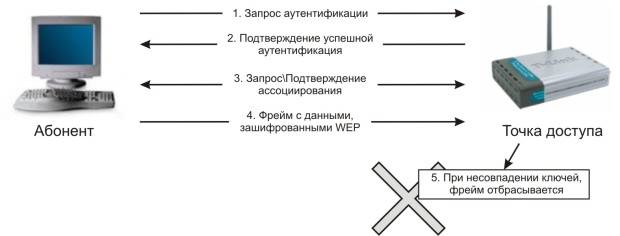 1. Запрос аутентификации
2. Подтверждение успешной
аутентификация
3. Запрос\Подтверждение
ассоциирования
4. Фрейм с данными,
зашифрованными WEP
Абонент
Точка доступа
5. При несовпадении ключей,
фрейм отбрасывается